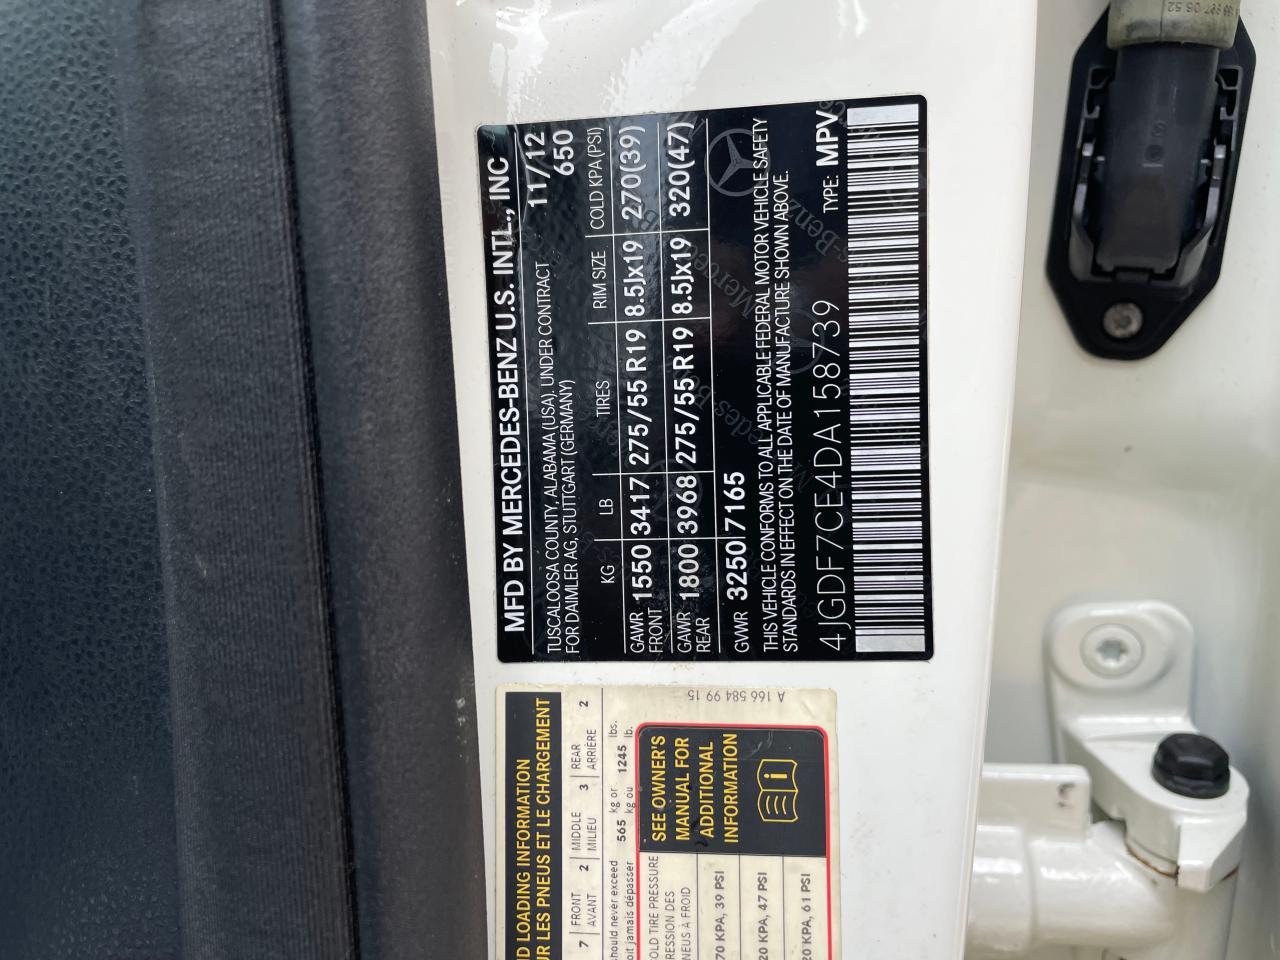 MFD BY MERCEDES-BENZ U.S. INTL., INC
TUSCALOOSA COUNTY, ALABAMA (USA), UNDER CONTRACT 11/12
FOR DAIMLER AG, STUTTGART (GERMANY) 650
KG LB TIRES RIM SIZE COLD KPA (PSI)
GAWR FRONT 1550 3417 275/55 R19 8.5Jx19 270(39)
GAWR REAR 1800 3968 275/55 R19 8.5Jx19 320(47)
GVWR 3250 7165
THIS VEHICLE CONFORMS TO ALL APPLICABLE FEDERAL MOTOR VEHICLE SAFETY
STANDARDS IN EFFECT ON THE DATE OF MANUFACTURE SHOWN ABOVE.
4JGDF7CE4DA158739 TYPE: MPV
LOADING INFORMATION
LES PNEUS ET LE CHARGEMENT
7 FRONT 2 MIDDLE 3 REAR 2
AVANT MILIEU ARRIÈRE
should never exceed 565 kg or 1245 lbs.
jamais dépasser kg ou lb.
COLD TIRE PRESSURE
PRESSION DES
PNEUS À FROID
KPA, 39 PSI
KPA, 47 PSI
KPA, 61 PSI
SEE OWNER'S
MANUAL FOR
ADDITIONAL
INFORMATION
A 166 584 99 15